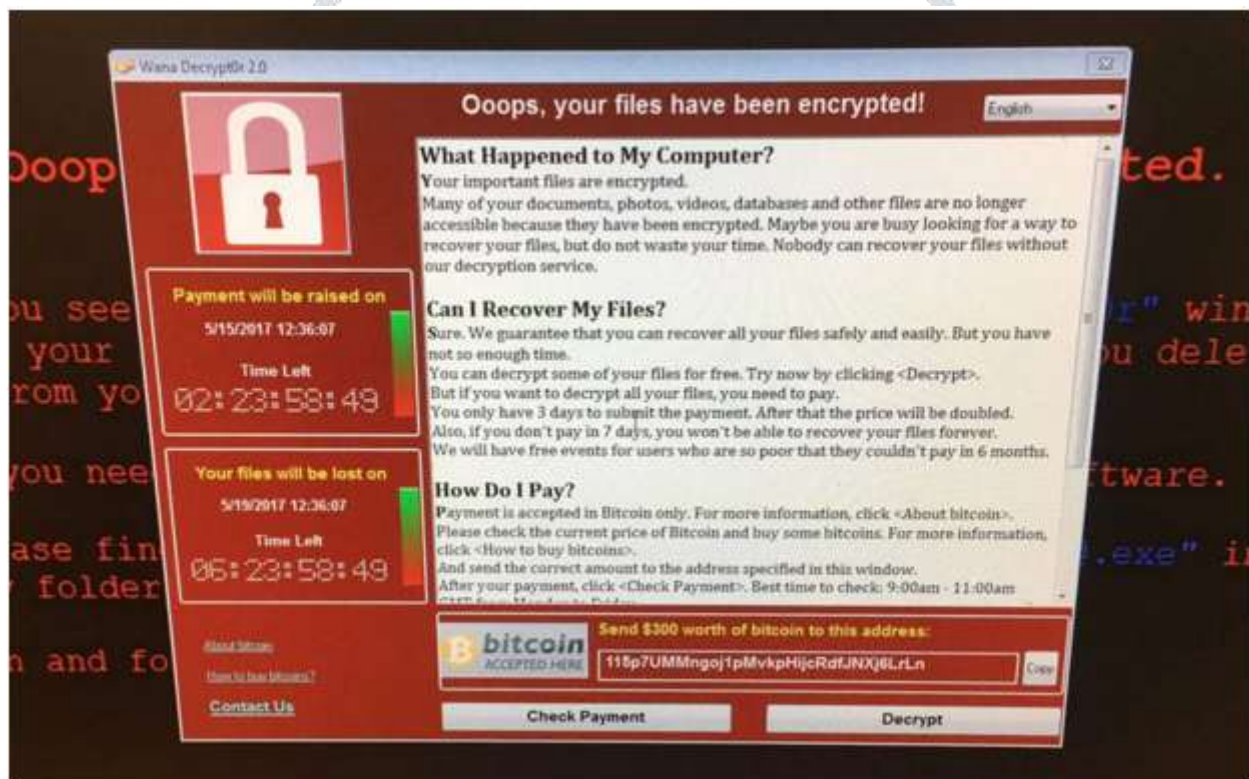 Wana Decrypt0r 2.0
Ooops, your files have been encrypted!
English
What Happened to My Computer?
Your important files are encrypted.
Many of your documents, photos, videos, databases and other files are no longer
accessible because they have been encrypted. Maybe you are busy looking for a way to
recover your files, but do not waste your time. Nobody can recover your files without
our decryption service.
Can I Recover My Files?
Sure. We guarantee that you can recover all your files safely and easily. But you have
not so enough time.
You can decrypt some of your files for free. Try now by clicking <Decrypt>.
But if you want to decrypt all your files, you need to pay.
You only have 3 days to submit the payment. After that the price will be doubled.
Also, if you don't pay in 7 days, you won't be able to recover your files forever.
We will have free events for users who are so poor that they couldn't pay in 6 months.
How Do I Pay?
Payment is accepted in Bitcoin only. For more information, click <About bitcoin>.
Please check the current price of Bitcoin and buy some bitcoins. For more information,
click <How to buy bitcoins>.
And send the correct amount to the address specified in this window.
After your payment, click <Check Payment>. Best time to check: 9:00am - 11:00am
Payment will be raised on
5/15/2017 12:36:07
Time Left
02:23:58:49
Your files will be lost on
5/19/2017 12:36:07
Time Left
06:23:58:49
About bitcoin
How to buy bitcoins?
Contact Us
bitcoin
ACCEPTED HERE
Send $300 worth of bitcoin to this address:
115p7UMMngoj1pMvkpHijcRdfJNXj6LrLn
Copy
Check Payment
Decrypt
Ooop
ted.
ou see
" win
your
ou dele
rom yo
you nee
tware.
ase fin
.exe" in
folder
n and fo